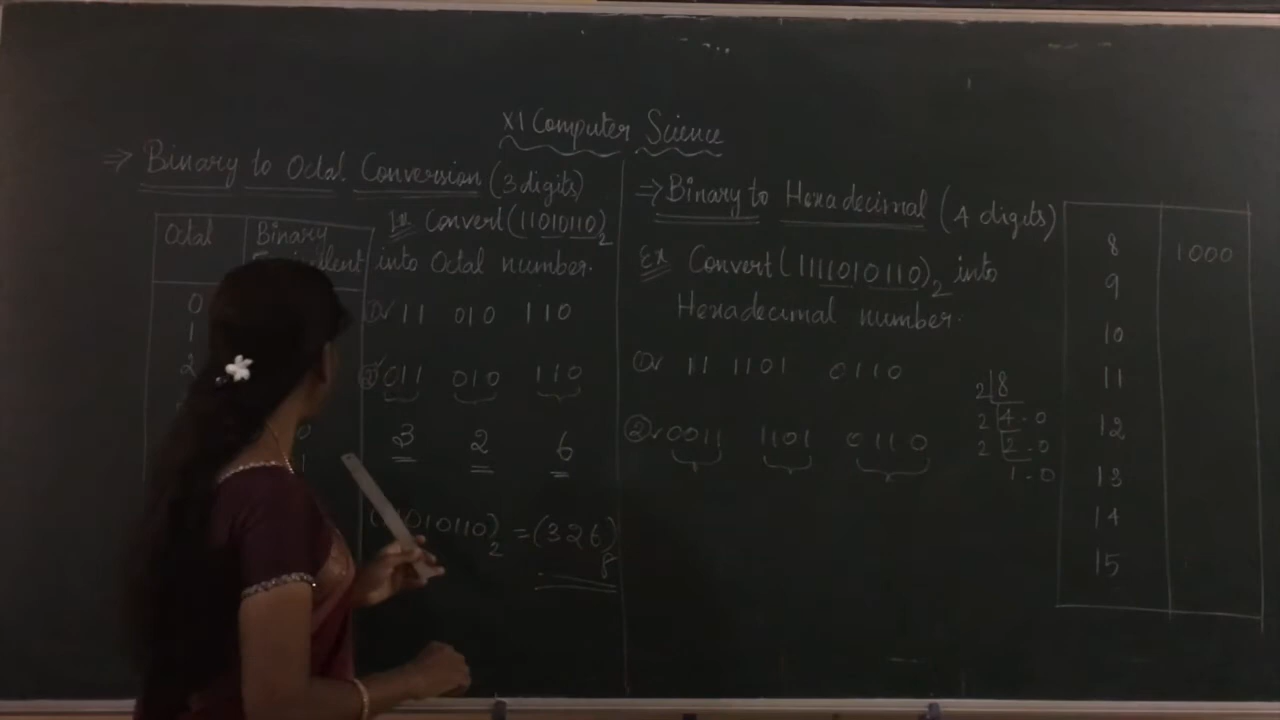 XI Computer Science
⇒ Binary to Octal Conversion (3 digits)
Octal Binary
0
1
2
Ex Convert (11010110)2
into Octal number.
① 11 010 110
② 011 010 110
3 2 6
010110)2 = (326)8
⇒ Binary to Hexadecimal (4 digits)
Ex Convert (1111010110)2 into
Hexadecimal number.
① 11 1101 0110
② 0011 1101 0110
2 8
2 4 - 0
2 2 - 0
1 - 0
8 1000
9
10
11
12
13
14
15